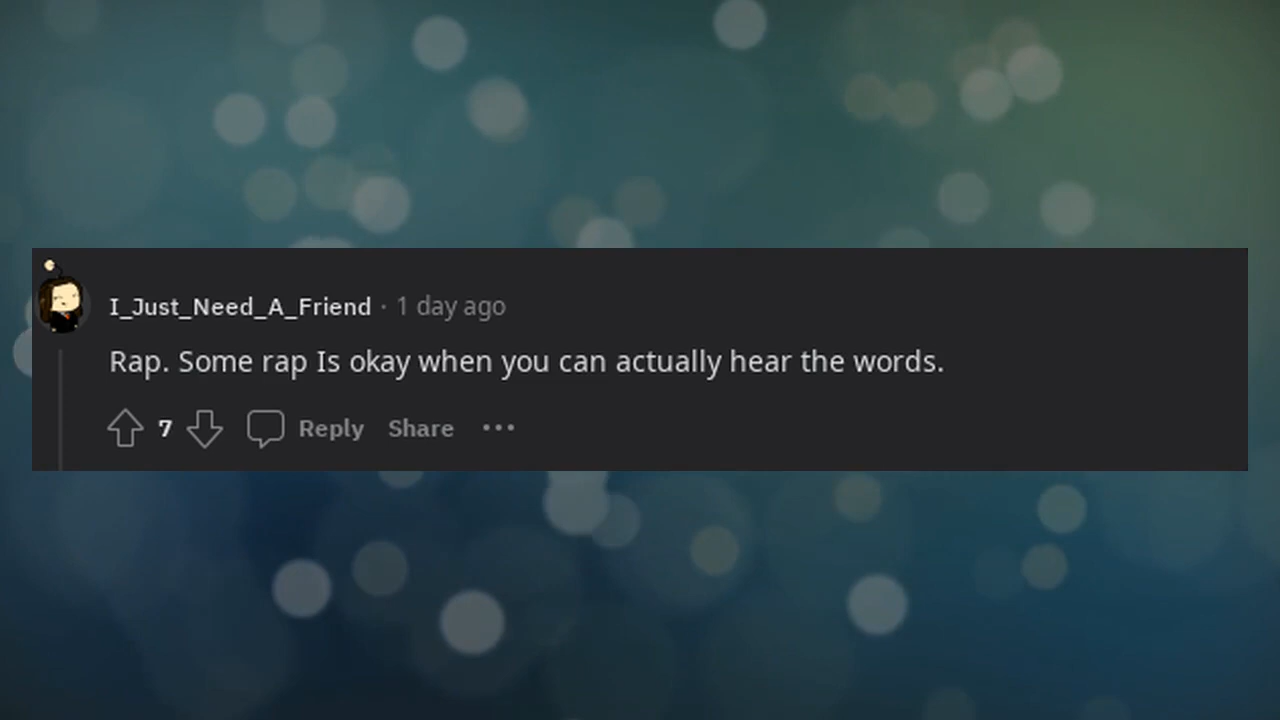 I_Just_Need_A_Friend · 1 day ago
Rap. Some rap Is okay when you can actually hear the words.
7 Reply Share ···